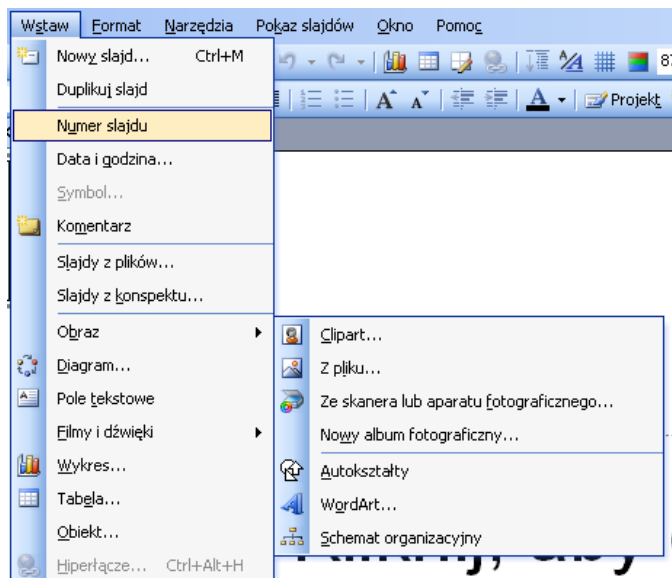 Wstaw Format Narzędzia Pokaz slajdów Okno Pomoc
Nowy slajd... Ctrl+M
Duplikuj slajd
Projekt
Numer slajdu
Data i godzina...
Symbol...
Komentarz
Slajdy z plików...
Slajdy z konspektu...
Obraz
Diagram...
Pole tekstowe
Filmy i dźwięki
Wykres...
Tabela...
Obiekt...
Hiperłącze... Ctrl+Alt+H
Clipart...
Z pliku...
Ze skanera lub aparatu fotograficznego...
Nowy album fotograficzny...
Autokształty
WordArt...
Schemat organizacyjny